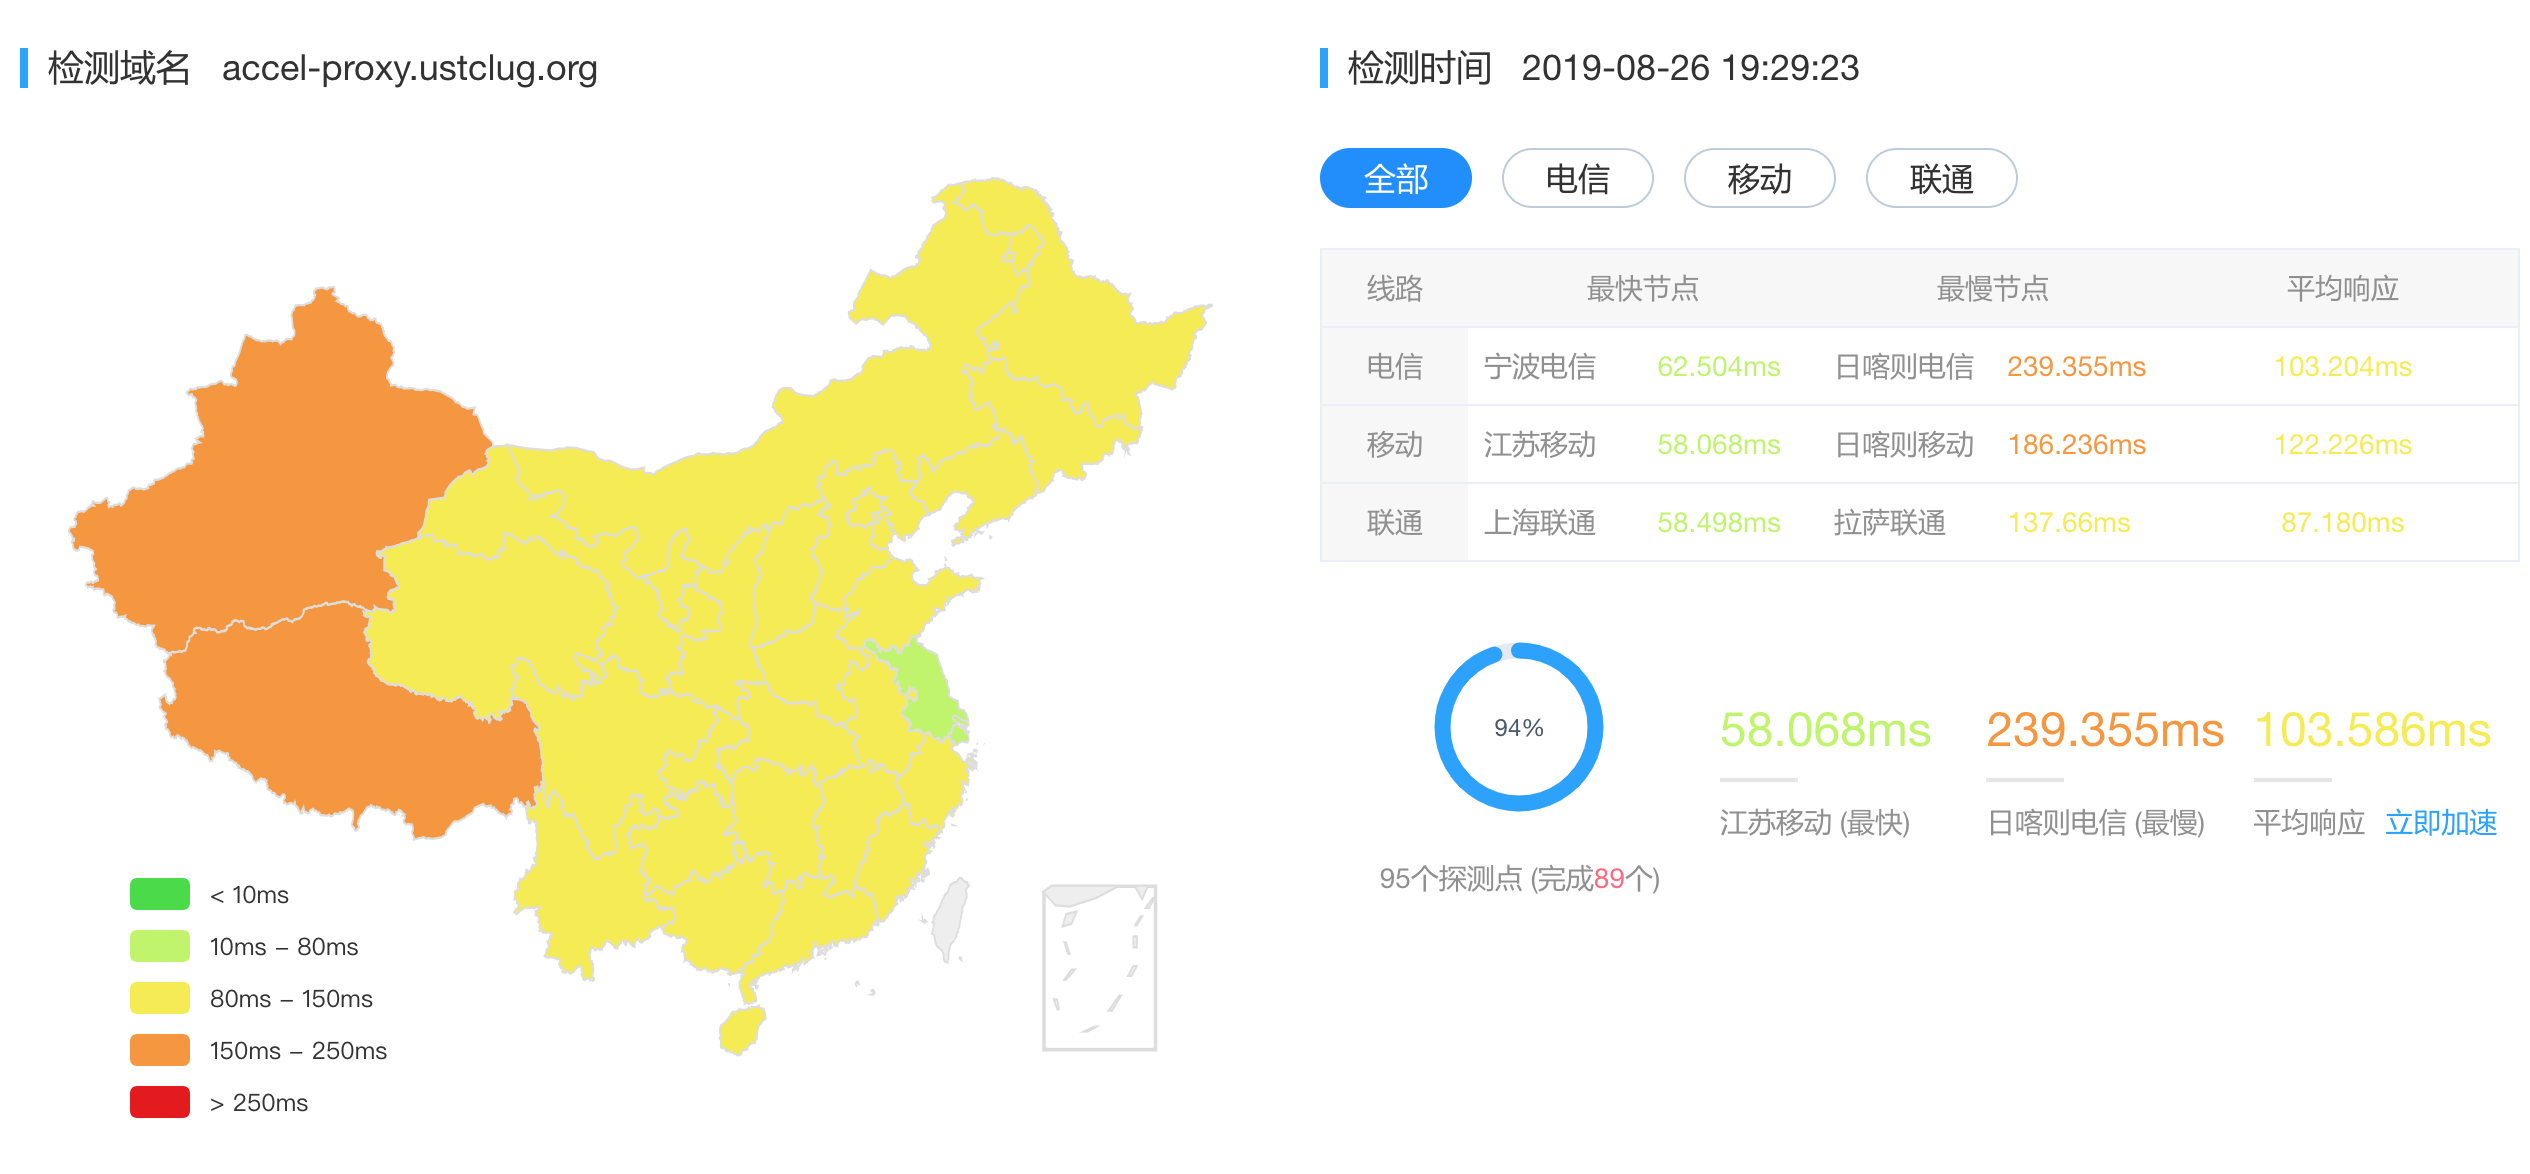 检测域名 accel-proxy.ustclug.org
检测时间 2019-08-26 19:29:23
全部 电信 移动 联通
线路 最快节点 最慢节点 平均响应
电信 宁波电信 62.504ms 日喀则电信 239.355ms 103.204ms
移动 江苏移动 58.068ms 日喀则移动 186.236ms 122.226ms
联通 上海联通 58.498ms 拉萨联通 137.66ms 87.180ms
94%
95个探测点 (完成89个)
58.068ms 239.355ms 103.586ms
江苏移动 (最快) 日喀则电信 (最慢) 平均响应 立即加速
< 10ms
10ms – 80ms
80ms – 150ms
150ms – 250ms
> 250ms